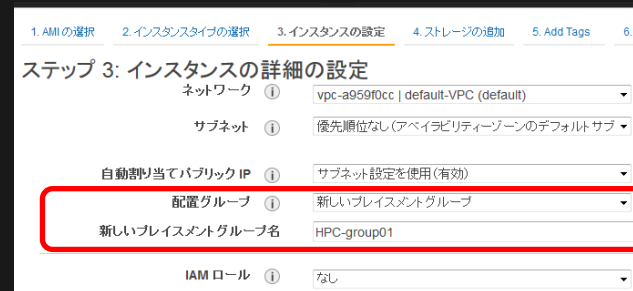 1. AMI の選択 2. インスタンスタイプの選択 3. インスタンスの設定 4. ストレージの追加 5. Add Tags 6.
ステップ 3: インスタンスの詳細の設定
ネットワーク i vpc-a959f0cc | default-VPC (default)
サブネット i 優先順位なし(アベイラビリティーゾーンのデフォルトサブ
自動割り当てパブリック IP i サブネット設定を使用(有効)
配置グループ i 新しいプレイスメントグループ
新しいプレイスメントグループ名 HPC-group01
IAM ロール i なし